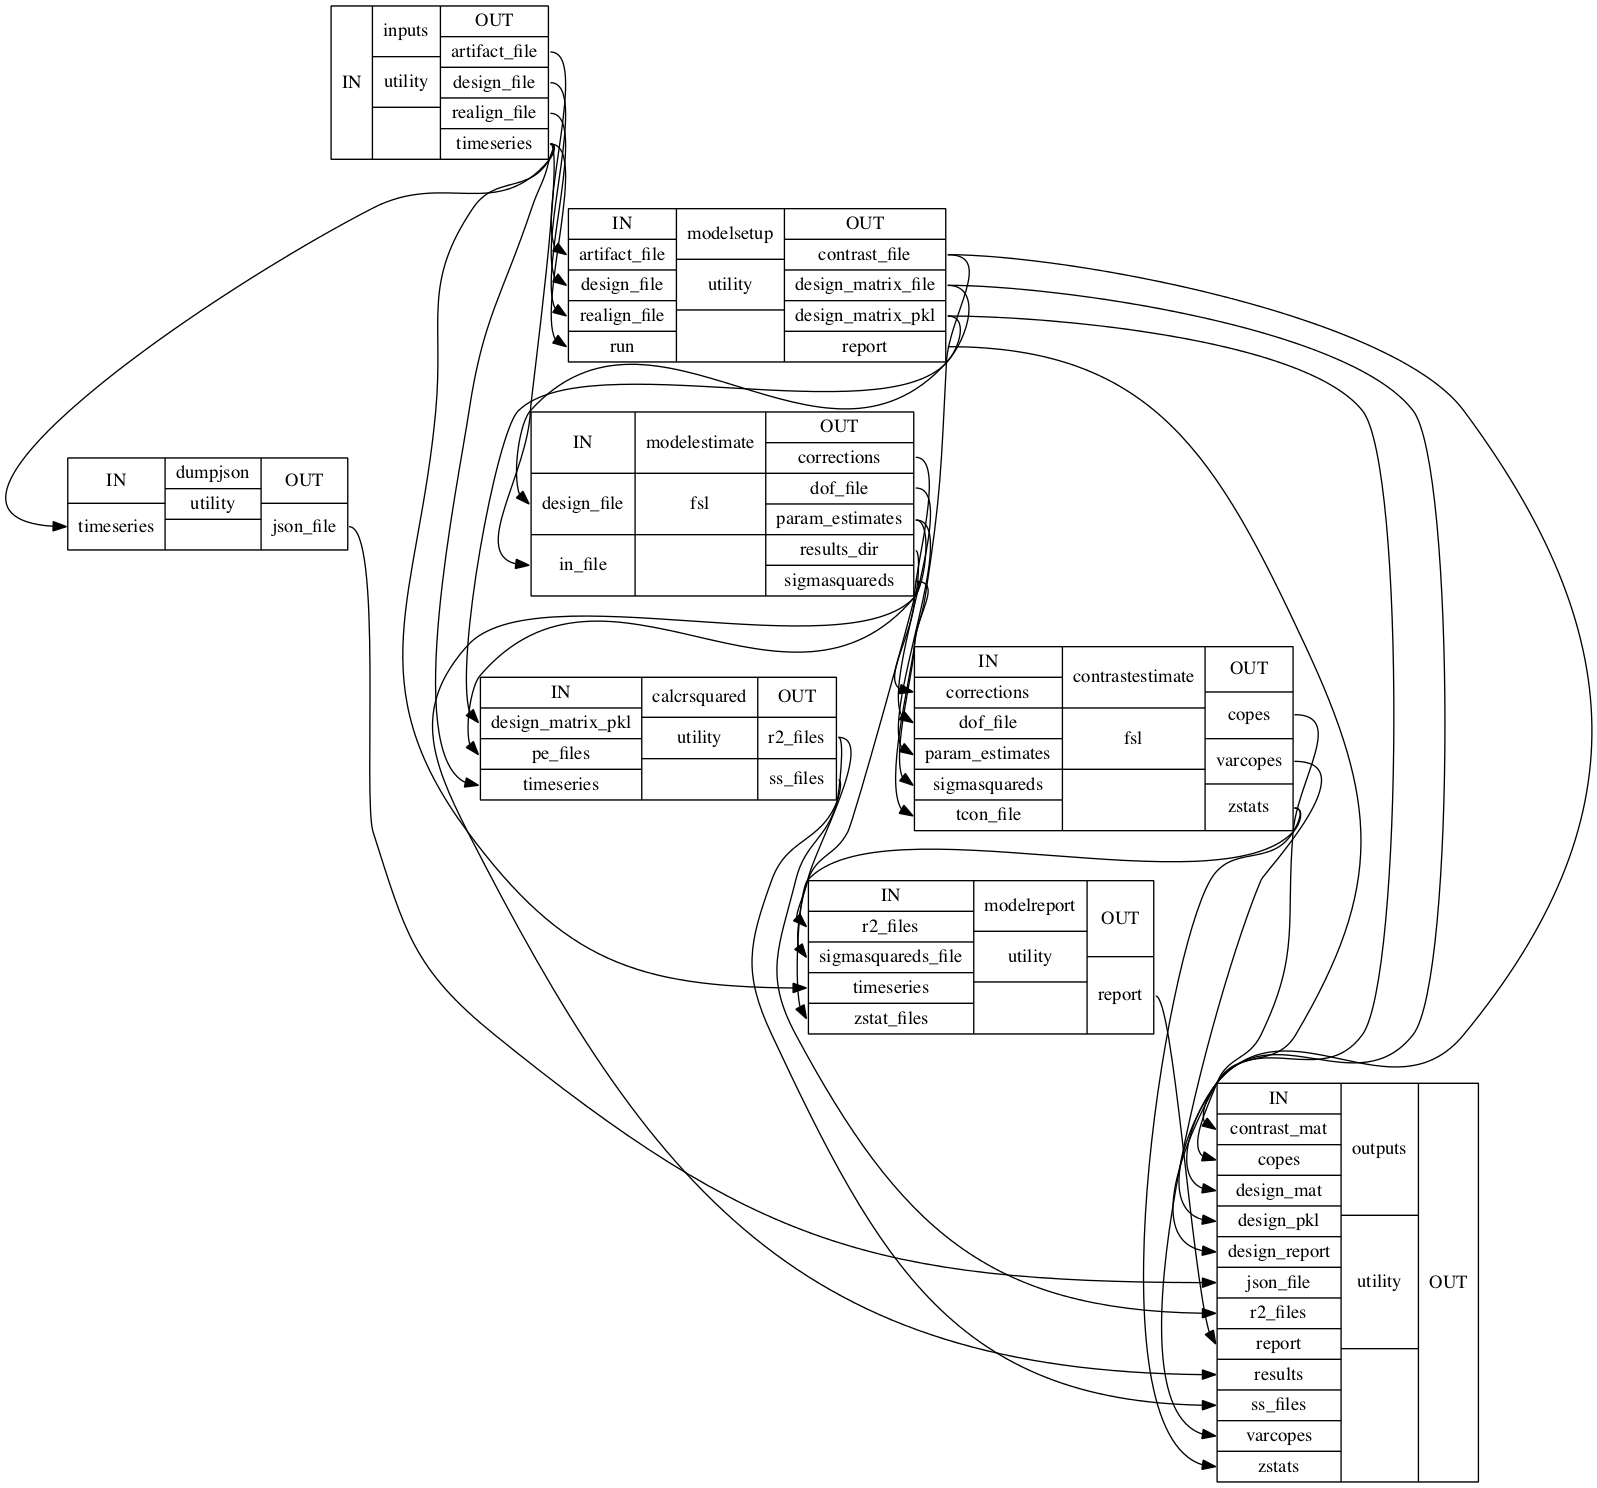 IN
inputs
utility
OUT
artifact_file
design_file
realign_file
timeseries
IN
artifact_file
design_file
realign_file
run
modelsetup
utility
OUT
contrast_file
design_matrix_file
design_matrix_pkl
report
IN
design_file
in_file
modelestimate
fsl
OUT
corrections
dof_file
param_estimates
results_dir
sigmasquareds
IN
timeseries
dumpjson
utility
OUT
json_file
IN
design_matrix_pkl
pe_files
timeseries
calcrsquared
utility
OUT
r2_files
ss_files
IN
corrections
dof_file
param_estimates
sigmasquareds
tcon_file
contrastestimate
fsl
OUT
copes
varcopes
zstats
IN
r2_files
sigmasquareds_file
timeseries
zstat_files
modelreport
utility
OUT
report
IN
contrast_mat
copes
design_mat
design_pkl
design_report
json_file
r2_files
report
results
ss_files
varcopes
zstats
outputs
utility
OUT